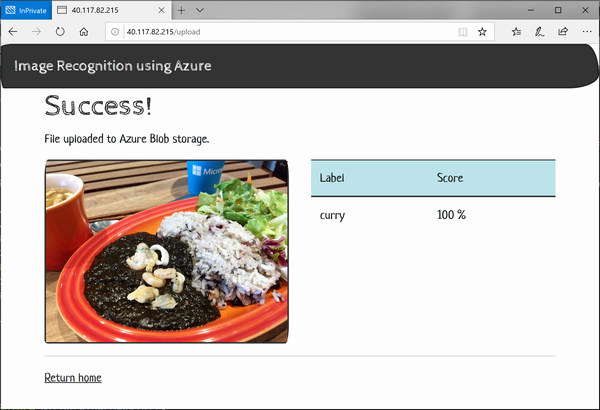 InPrivate
40.117.82.215
40.117.82.215/upload
Image Recognition using Azure
Success!
File uploaded to Azure Blob storage.
Micros
Label Score
curry 100 %
Return home